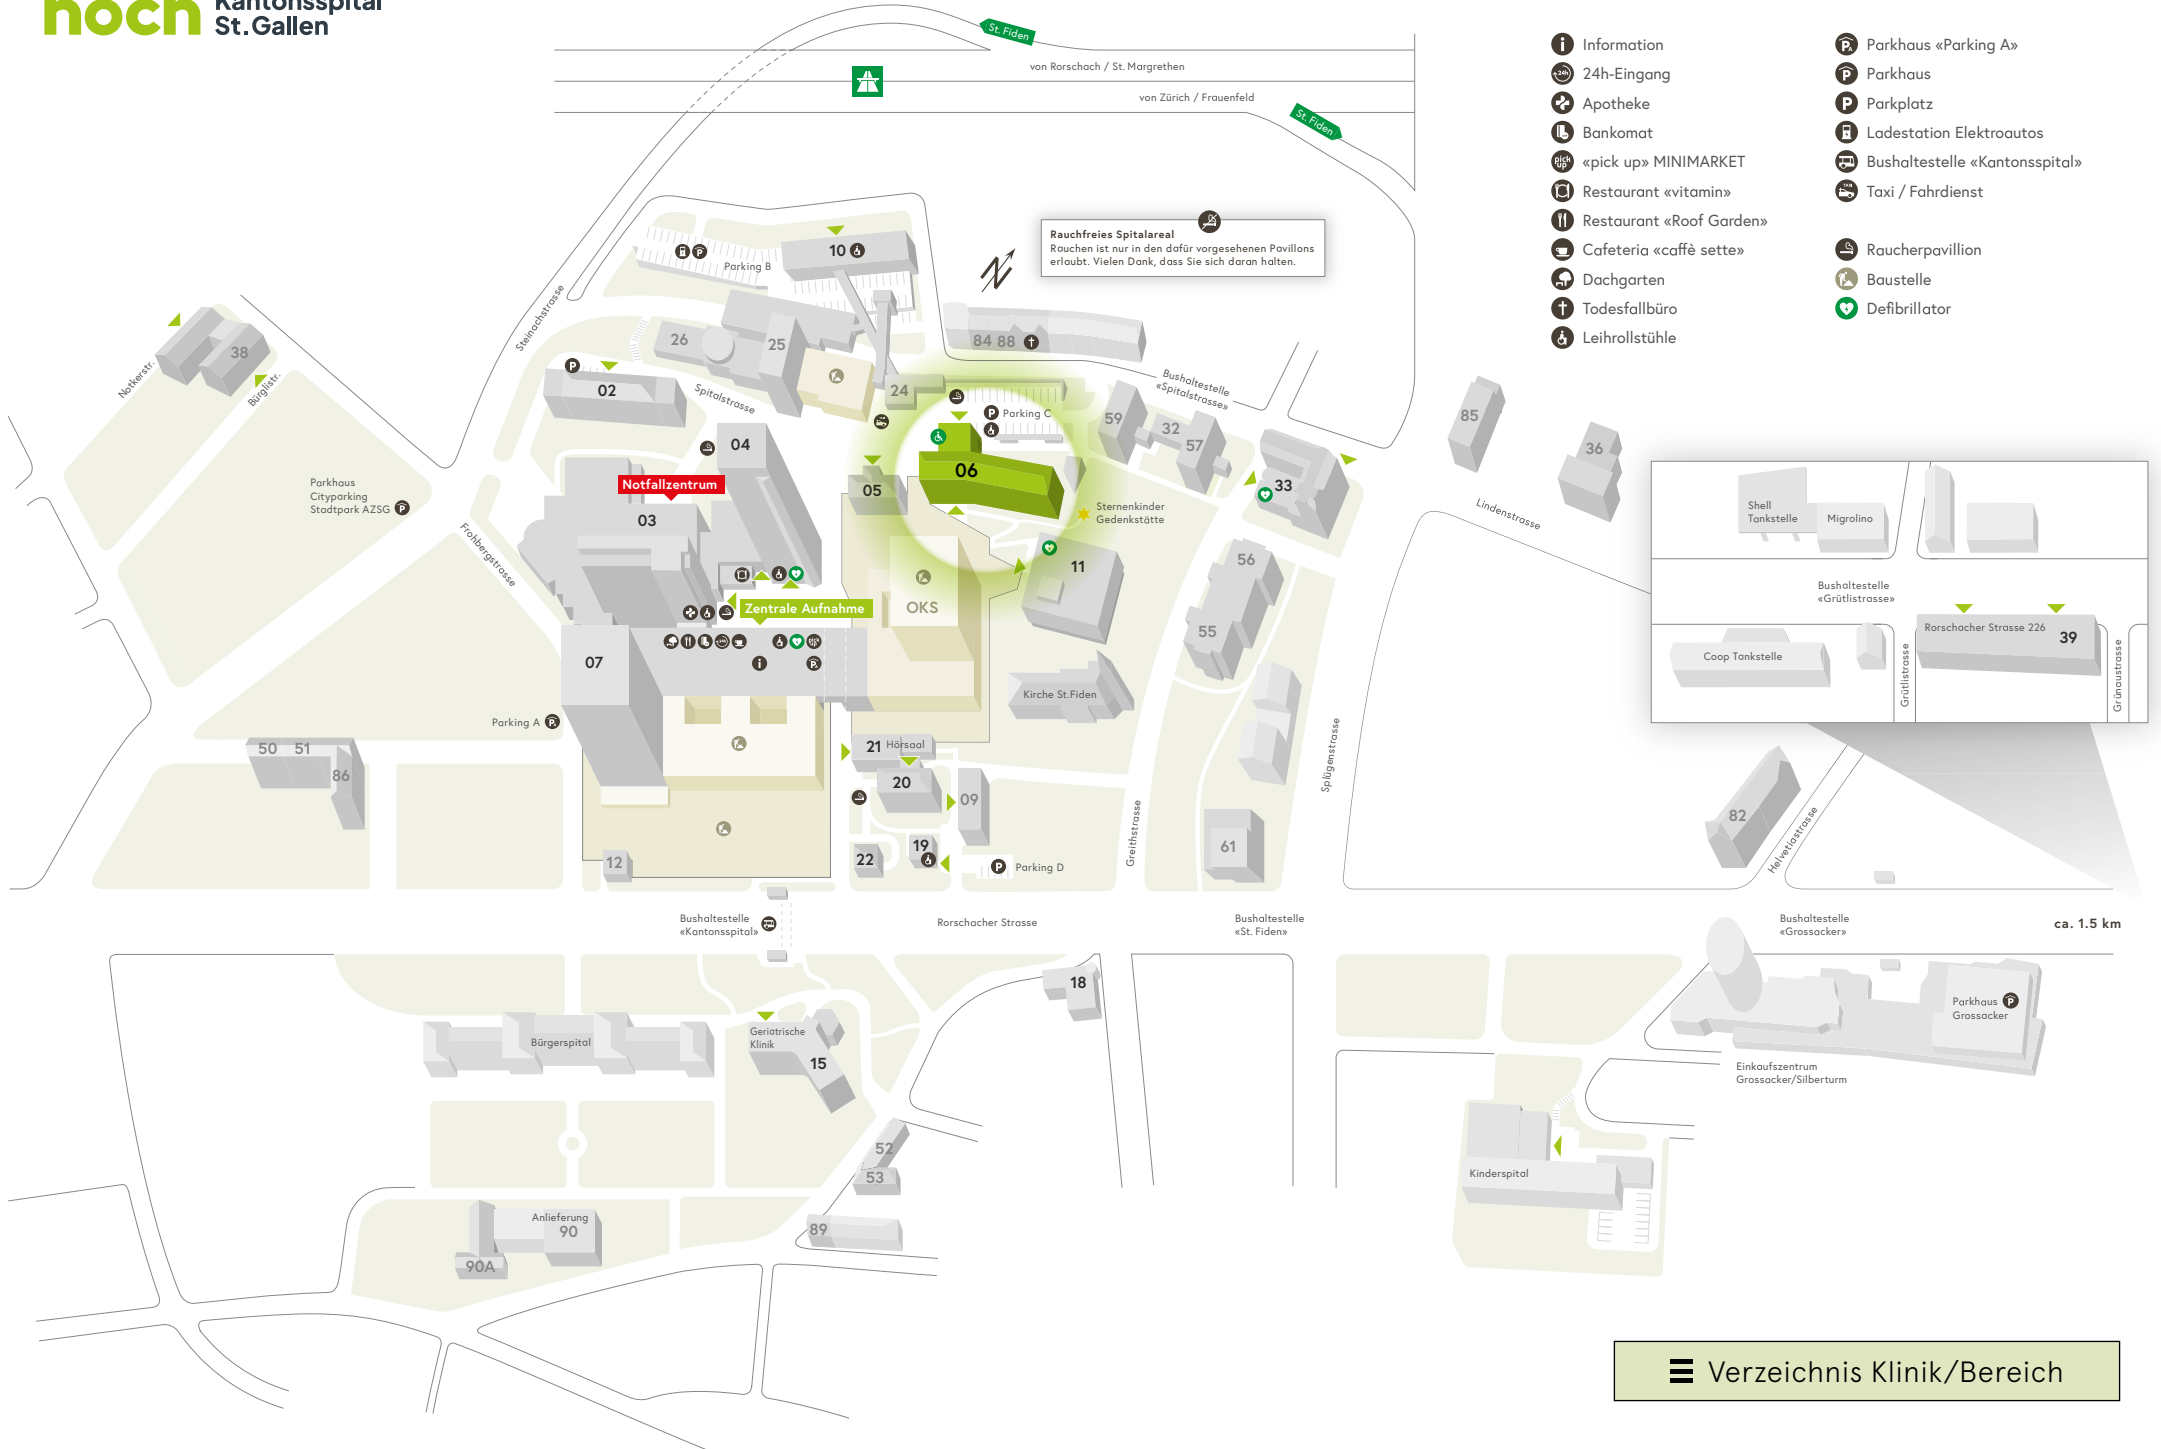 noch
Kantonsspital
St.Gallen
St. Fiden
von Rorschach / St. Margrethen
von Zürich / Frauenfeld
St. Fiden
Information
24h-Eingang
Apotheke
Bankomat
«pick up» MINIMARKET
Restaurant «vitamin»
Restaurant «Roof Garden»
Cafeteria «caffè sette»
Dachgarten
Todesfallbüro
Leihrollstühle
Parkhaus «Parking A»
Parkhaus
Parkplatz
Ladestation Elektroautos
Bushaltestelle «Kantonsspital»
Taxi / Fahrdienst
Raucherpavillion
Baustelle
Defibrillator
Rauchfreies Spitalareal
Rauchen ist nur in den dafür vorgesehenen Pavillons
erlaubt. Vielen Dank, dass Sie sich daran halten.
N
10
Parking B
Steinachstrasse
26
25
84 88
38
Notkerstr.
Bürglistr.
02
Spitalstrasse
24
Bushaltestelle
«Spitalstrasse»
Parking C
59
32
57
85
36
04
06
05
33
Notfallzentrum
03
Parkhaus
Cityparking
Stadtpark AZSG
Frohbergstrasse
Sternenkinder
Gedenkstätte
Lindenstrasse
11
56
55
OKS
Zentrale Aufnahme
07
Kirche St.Fiden
Parking A
Shell
Tankstelle
Migrolino
Bushaltestelle
«Grütlistrasse»
Rorschacher Strasse 226
39
Coop Tankstelle
Grütlistrasse
Grünaustrasse
50 51
86
21 Hörsaal
20
09
Splügenstrasse
Greithstrasse
82
Helvetiastrasse
61
12
22
19
Parking D
Bushaltestelle
«Kantonsspital»
Rorschacher Strasse
Bushaltestelle
«St. Fiden»
Bushaltestelle
«Grossacker»
ca. 1.5 km
18
Parkhaus
Grossacker
Bürgerspital
Geriatrische
Klinik
15
Einkaufszentrum
Grossacker/Silberturm
52
53
Kinderspital
89
Anlieferung
90
90A
Verzeichnis Klinik/Bereich